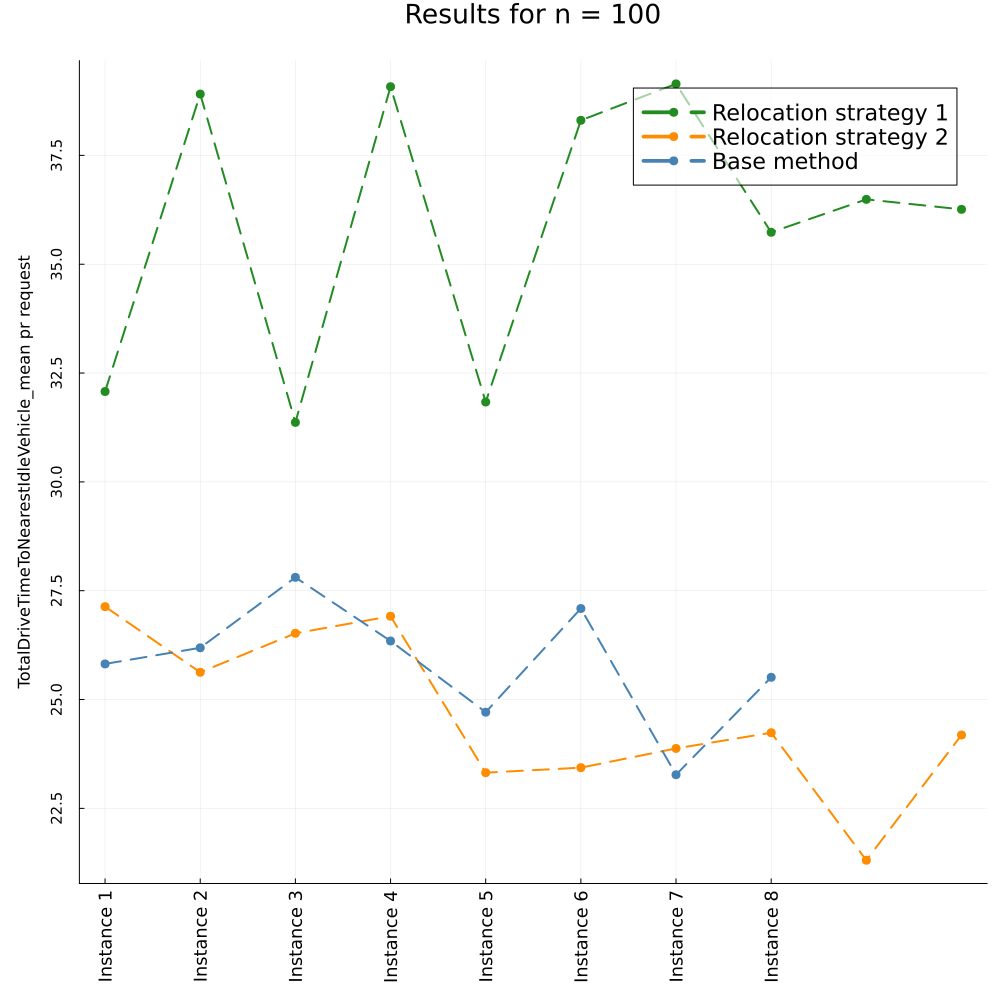 Results for n = 100
Relocation strategy 1
Relocation strategy 2
Base method
TotalDriveTimeToNearestIdleVehicle_mean pr request
37.5
35.0
32.5
30.0
27.5
25.0
22.5
Instance 1
Instance 2
Instance 3
Instance 4
Instance 5
Instance 6
Instance 7
Instance 8